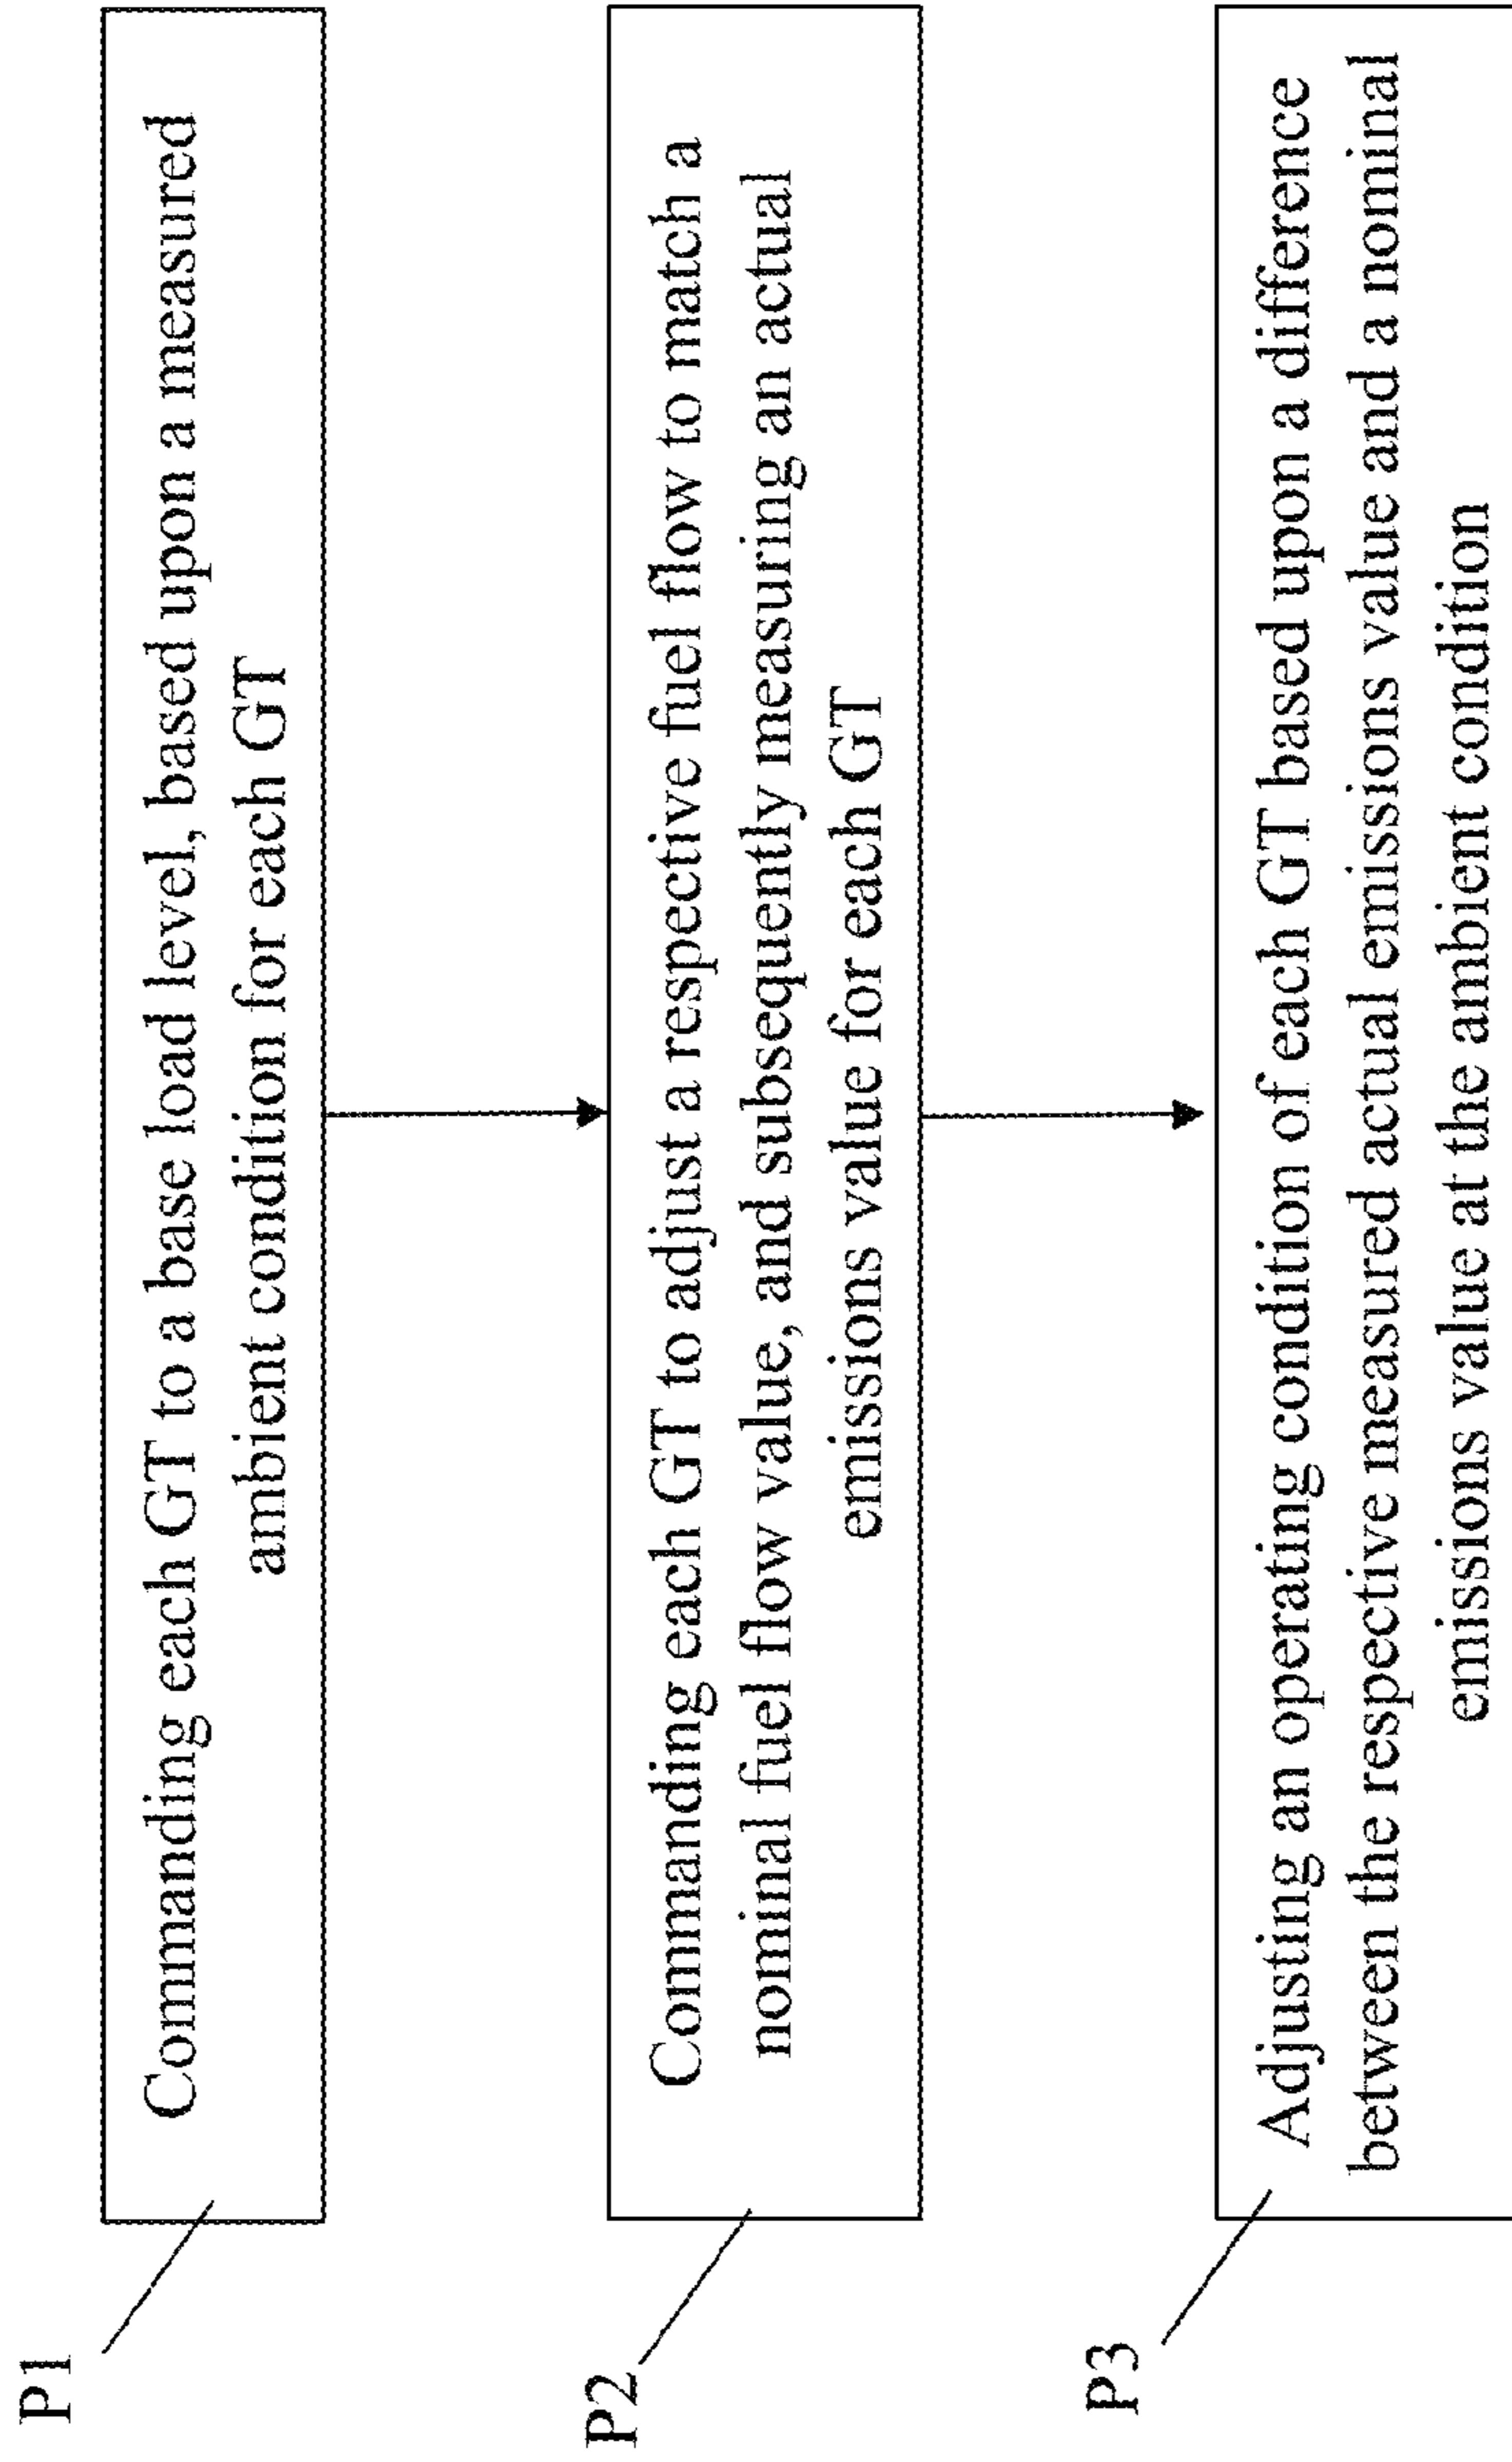 P1
Commanding each GT to a base load level, based upon a measured
ambient condition for each GT
P2
Commanding each GT to adjust a respective fuel flow to match a
nominal fuel flow value, and subsequently measuring an actual
emissions value for each GT
P3
Adjusting an operating condition of each GT based upon a difference
between the respective measured actual emissions value and a nominal
emissions value at the ambient condition